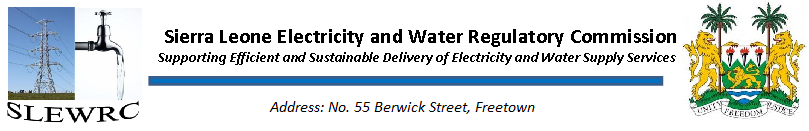 Sierra Leone Electricity and Water Regulatory Commission
Supporting Efficient and Sustainable Delivery of Electricity and Water Supply Services
Address: No. 55 Berwick Street, Freetown
SLEWRC
UNITY FREEDOM JUSTICE